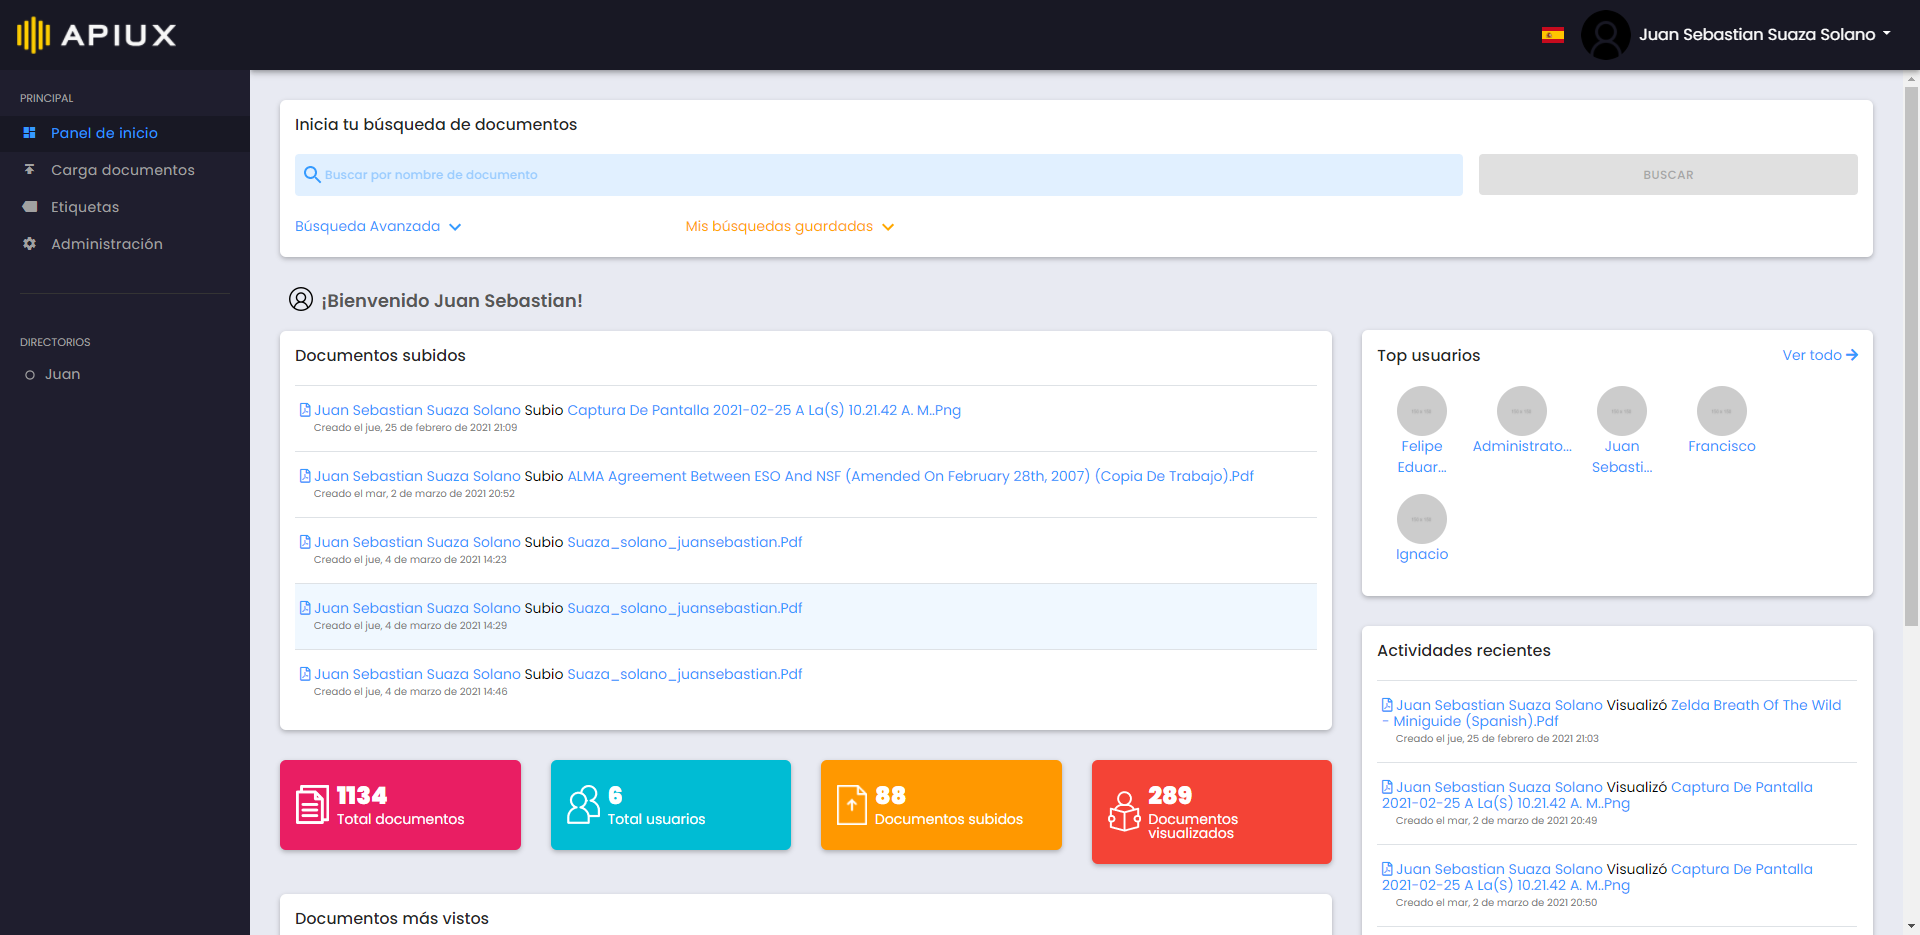 APIUX
Juan Sebastian Suaza Solano
PRINCIPAL
Panel de inicio
Carga documentos
Etiquetas
Administración
DIRECTORIOS
Juan
Inicia tu búsqueda de documentos
Buscar por nombre de documento
BUSCAR
Búsqueda Avanzada
Mis búsquedas guardadas
¡Bienvenido Juan Sebastian!
Documentos subidos
Juan Sebastian Suaza Solano Subio Captura De Pantalla 2021-02-25 A La(S) 10.21.42 A. M..Png
Creado el jue, 25 de febrero de 2021 21:09
Juan Sebastian Suaza Solano Subio ALMA Agreement Between ESO And NSF (Amended On February 28th, 2007) (Copia De Trabajo).Pdf
Creado el mar, 2 de marzo de 2021 20:52
Juan Sebastian Suaza Solano Subio Suaza_solano_juansebastian.Pdf
Creado el jue, 4 de marzo de 2021 14:23
Juan Sebastian Suaza Solano Subio Suaza_solano_juansebastian.Pdf
Creado el jue, 4 de marzo de 2021 14:29
Juan Sebastian Suaza Solano Subio Suaza_solano_juansebastian.Pdf
Creado el jue, 4 de marzo de 2021 14:46
1134
Total documentos
6
Total usuarios
88
Documentos subidos
289
Documentos
visualizados
Documentos más vistos
Top usuarios
Ver todo
Felipe
Eduar...
Administrato...
Juan
Sebasti...
Francisco
Ignacio
Actividades recientes
Juan Sebastian Suaza Solano Visualizó Zelda Breath Of The Wild
- Miniguide (Spanish).Pdf
Creado el jue, 25 de febrero de 2021 21:03
Juan Sebastian Suaza Solano Visualizó Captura De Pantalla
2021-02-25 A La(S) 10.21.42 A. M..Png
Creado el mar, 2 de marzo de 2021 20:49
Juan Sebastian Suaza Solano Visualizó Captura De Pantalla
2021-02-25 A La(S) 10.21.42 A. M..Png
Creado el mar, 2 de marzo de 2021 20:50